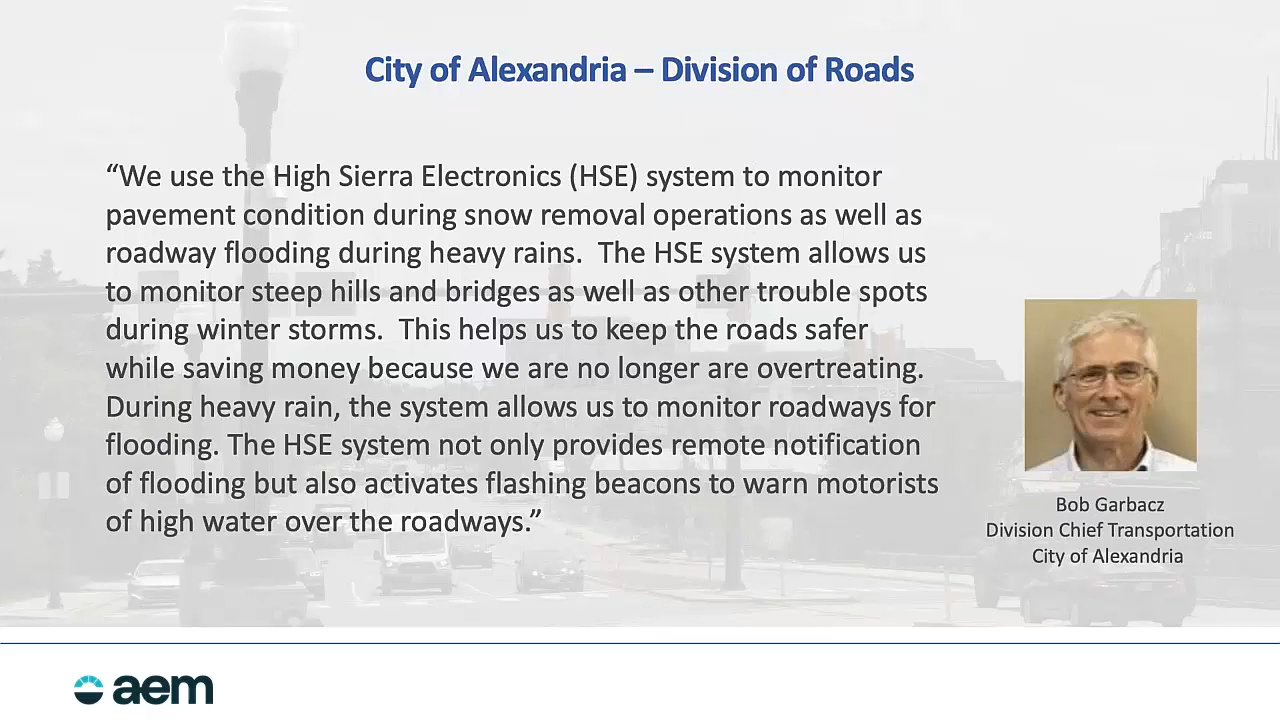 City of Alexandria – Division of Roads
“We use the High Sierra Electronics (HSE) system to monitor
pavement condition during snow removal operations as well as
roadway flooding during heavy rains.  The HSE system allows us
to monitor steep hills and bridges as well as other trouble spots
during winter storms.  This helps us to keep the roads safer
while saving money because we are no longer are overtreating.
During heavy rain, the system allows us to monitor roadways for
flooding. The HSE system not only provides remote notification
of flooding but also activates flashing beacons to warn motorists
of high water over the roadways.”
Bob Garbacz
Division Chief Transportation
City of Alexandria
aem